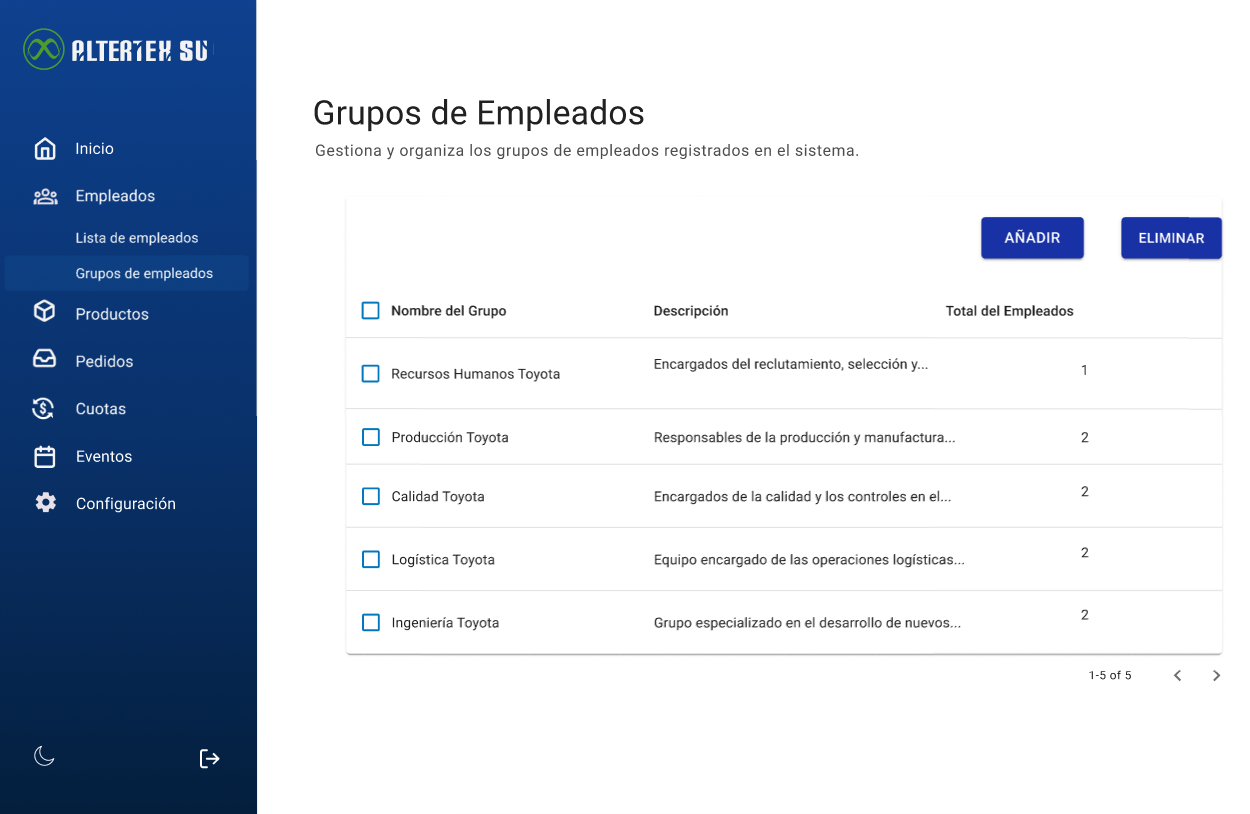 ALTERTEX SU
Inicio
Empleados
Lista de empleados
Grupos de empleados
Productos
Pedidos
Cuotas
Eventos
Configuración
Grupos de Empleados
Gestiona y organiza los grupos de empleados registrados en el sistema.
AÑADIR ELIMINAR
Nombre del Grupo Descripción Total del Empleados
Recursos Humanos Toyota Encargados del reclutamiento, selección y... 1
Producción Toyota Responsables de la producción y manufactura... 2
Calidad Toyota Encargados de la calidad y los controles en el... 2
Logística Toyota Equipo encargado de las operaciones logísticas... 2
Ingeniería Toyota Grupo especializado en el desarrollo de nuevos... 2
1-5 of 5